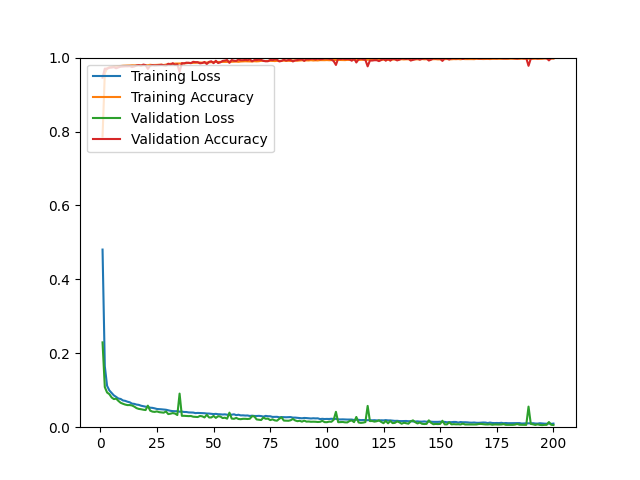 1.0
0.8
0.6
0.4
0.2
0.0
Training Loss
Training Accuracy
Validation Loss
Validation Accuracy
0 25 50 75 100 125 150 175 200